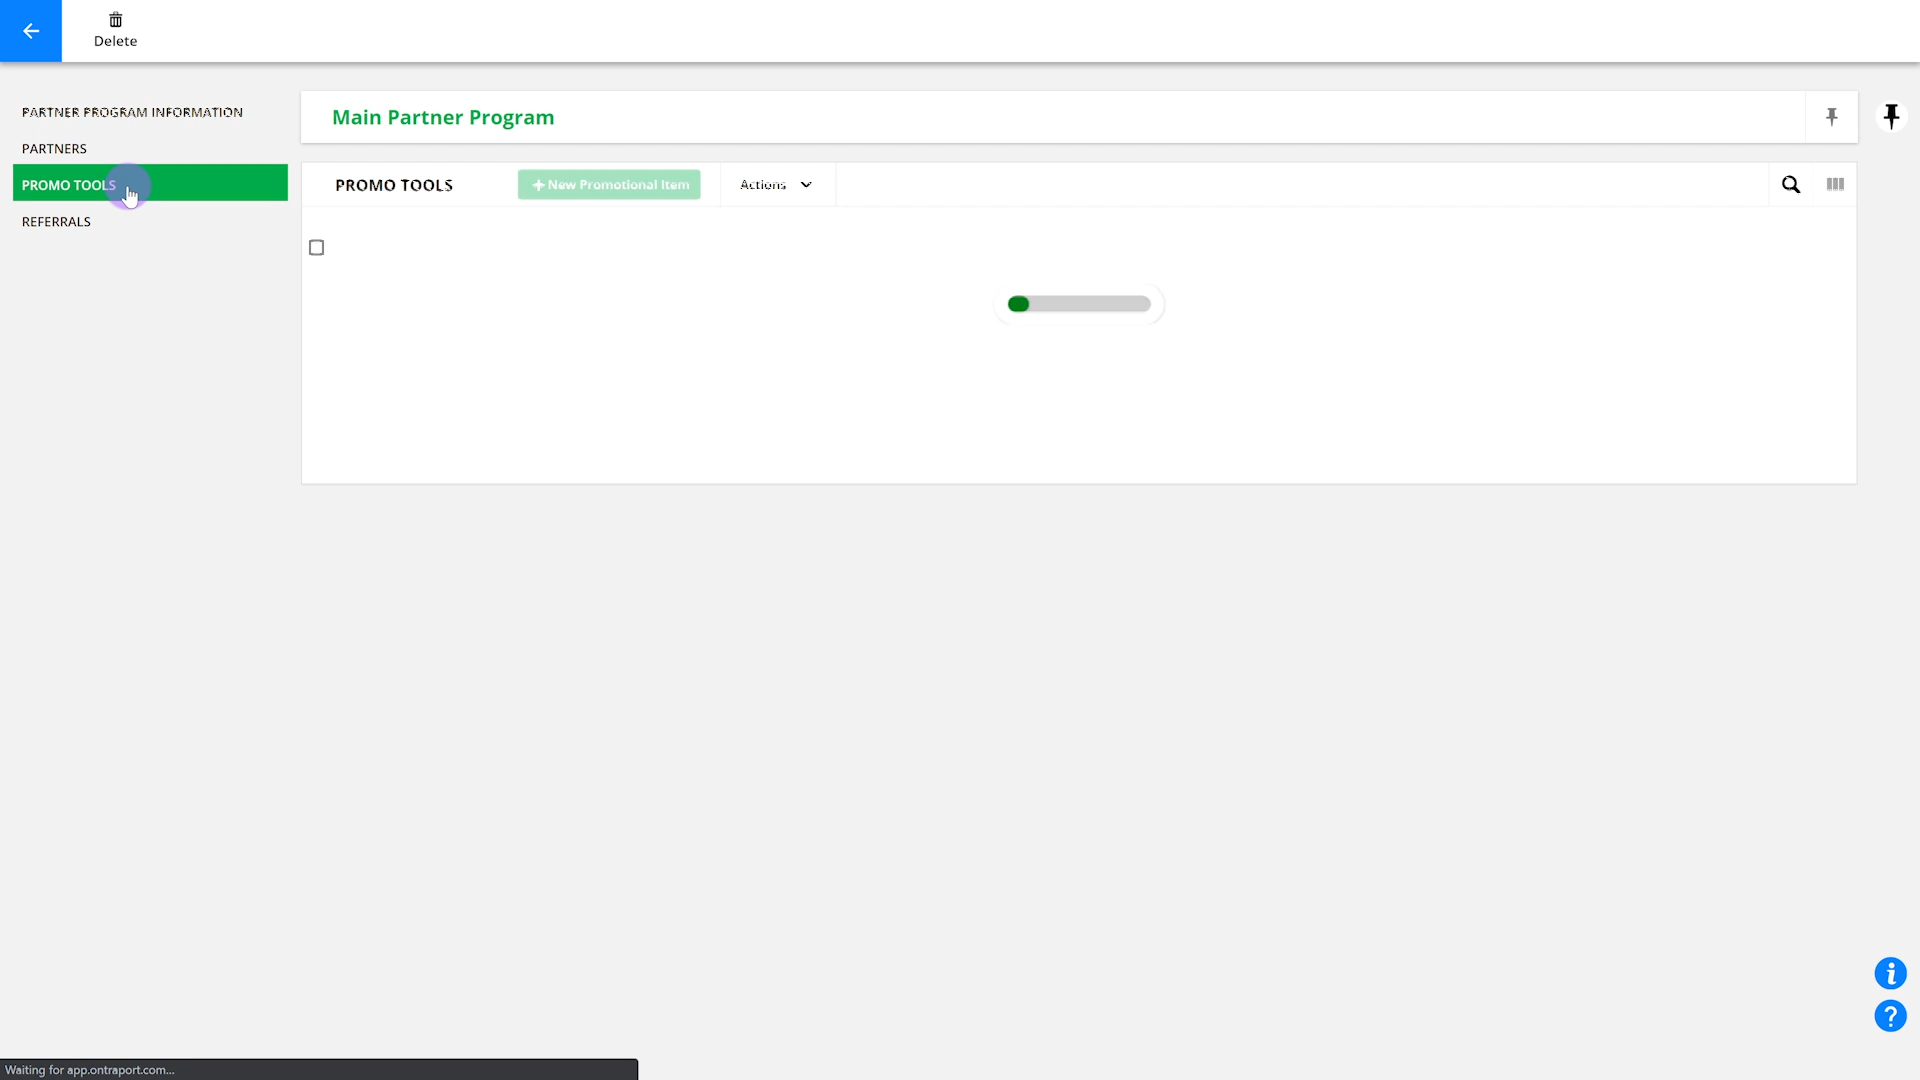 Delete
PARTNER PROGRAM INFORMATION
PARTNERS
PROMO TOOLS
REFERRALS
Main Partner Program
PROMO TOOLS
+ New Promotional Item
Actions
Waiting for app.ontraport.com...